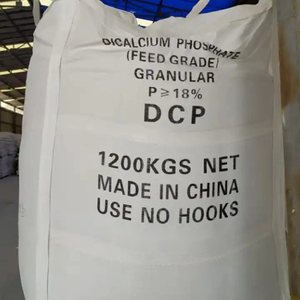 DICALCIUM PHOSPHATE
(FEED GRADE)
GRANULAR
P≥18%
DCP
1200KGS NET
MADE IN CHINA
USE NO HOOKS